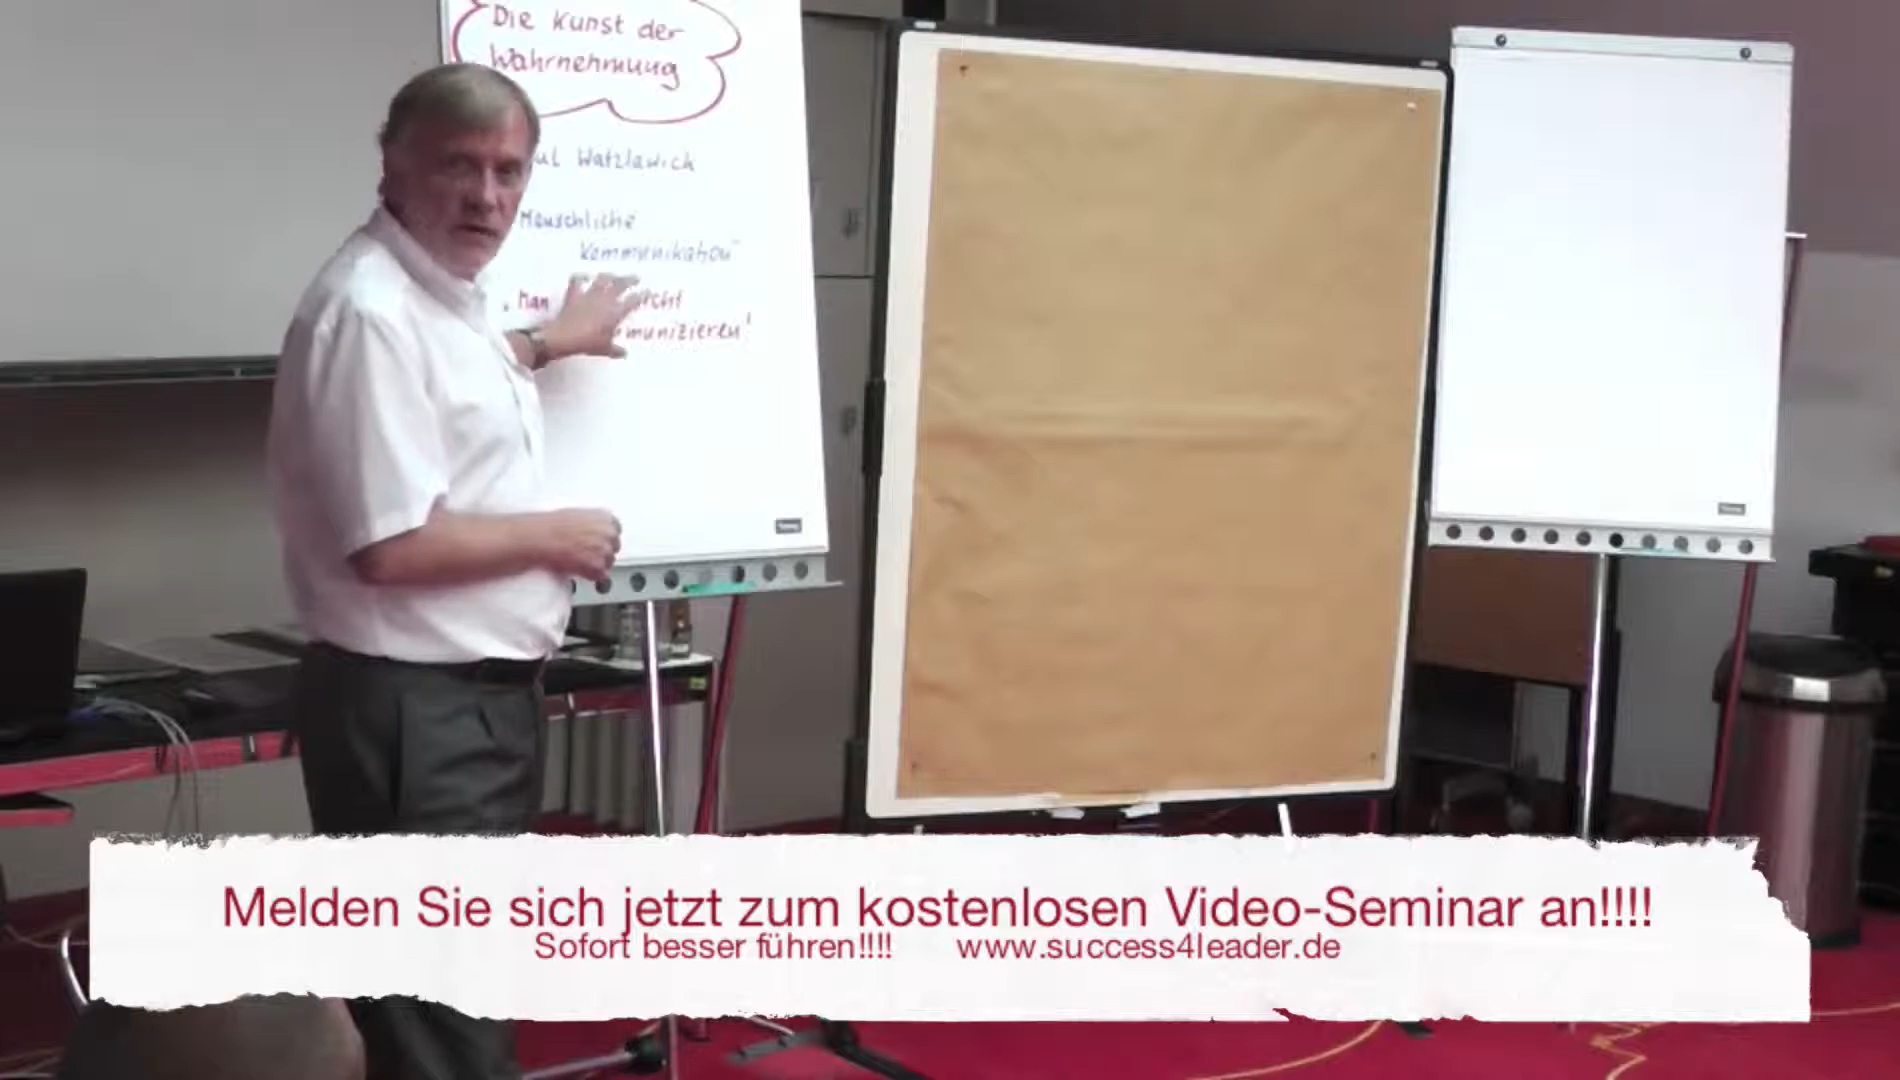 Die Kunst der
Wahrnehmung
Watzlawick
Menschliche
Kommunikation"
„Man
Melden Sie sich jetzt zum kostenlosen Video-Seminar an!!!!
Sofort besser führen!!!! www.success4leader.de